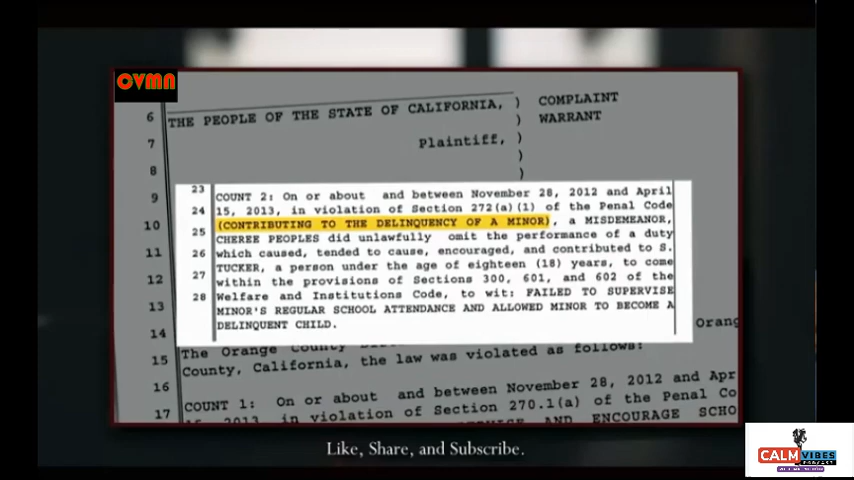 OVMN
6 THE PEOPLE OF THE STATE OF CALIFORNIA, ) COMPLAINT
) WARRANT
7 Plaintiff, )
)
8 )
9
10
11
12
13
23 COUNT 2: On or about and between November 28, 2012 and April
24 15, 2013, in violation of Section 272(a)(1) of the Penal Code
25 (CONTRIBUTING TO THE DELINQUENCY OF A MINOR), a MISDEMEANOR,
CHEREE PEOPLES did unlawfully omit the performance of a duty
26 which caused, tended to cause, encouraged, and contributed to S.
TUCKER, a person under the age of eighteen (18) years, to come
27 within the provisions of Sections 300, 601, and 602 of the
28 Welfare and Institutions Code, to wit: FAILED TO SUPERVISE
MINOR'S REGULAR SCHOOL ATTENDANCE AND ALLOWED MINOR TO BECOME A
DELINQUENT CHILD.
14 Orang
15 The Orange County
County, California, the law was violated as follows:
16
17 COUNT 1: On or about and between November 28, 2012 and Apr
15, 2013, in violation of Section 270.1(a) of the Penal Co
AND ENCOURAGE SCHO
Like, Share, and Subscribe.
CALM
VIBES
PODCAST